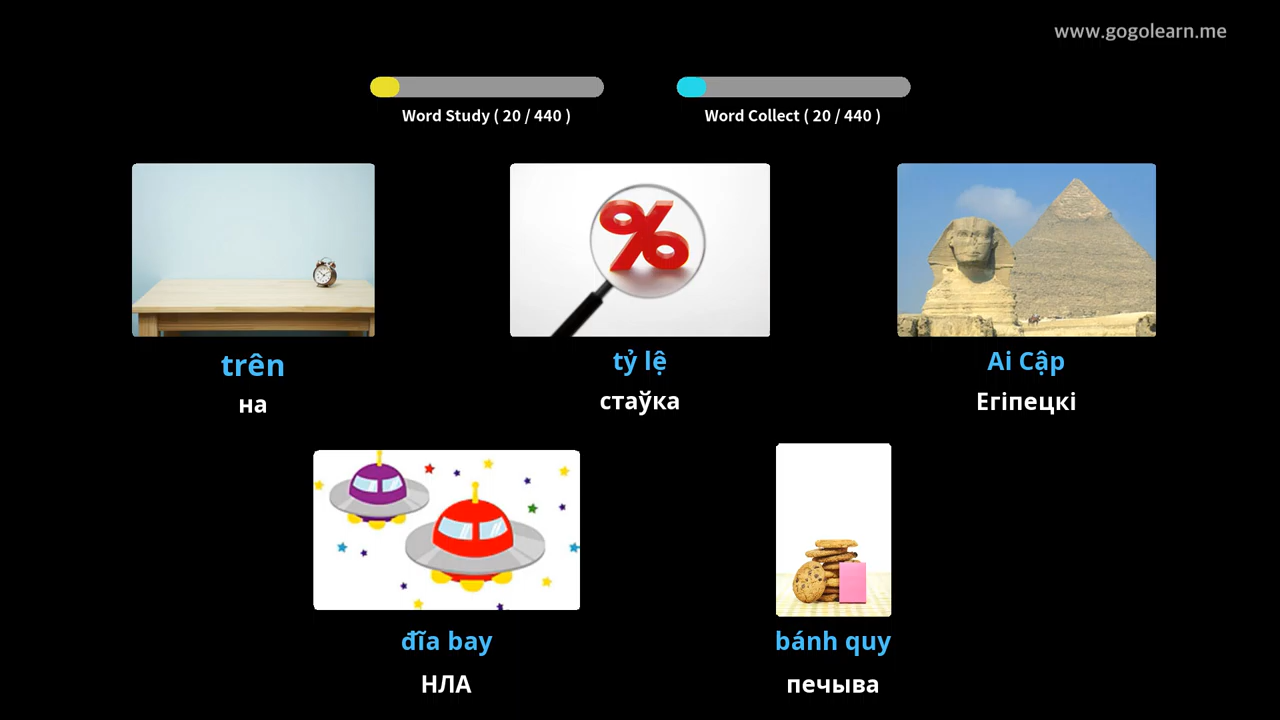 www.gogolearn.me
Word Study ( 20 / 440 )
Word Collect ( 20 / 440 )
trên
на
tỷ lệ
стаўка
Ai Cập
Егіпецкі
đĩa bay
НЛА
bánh quy
печыва